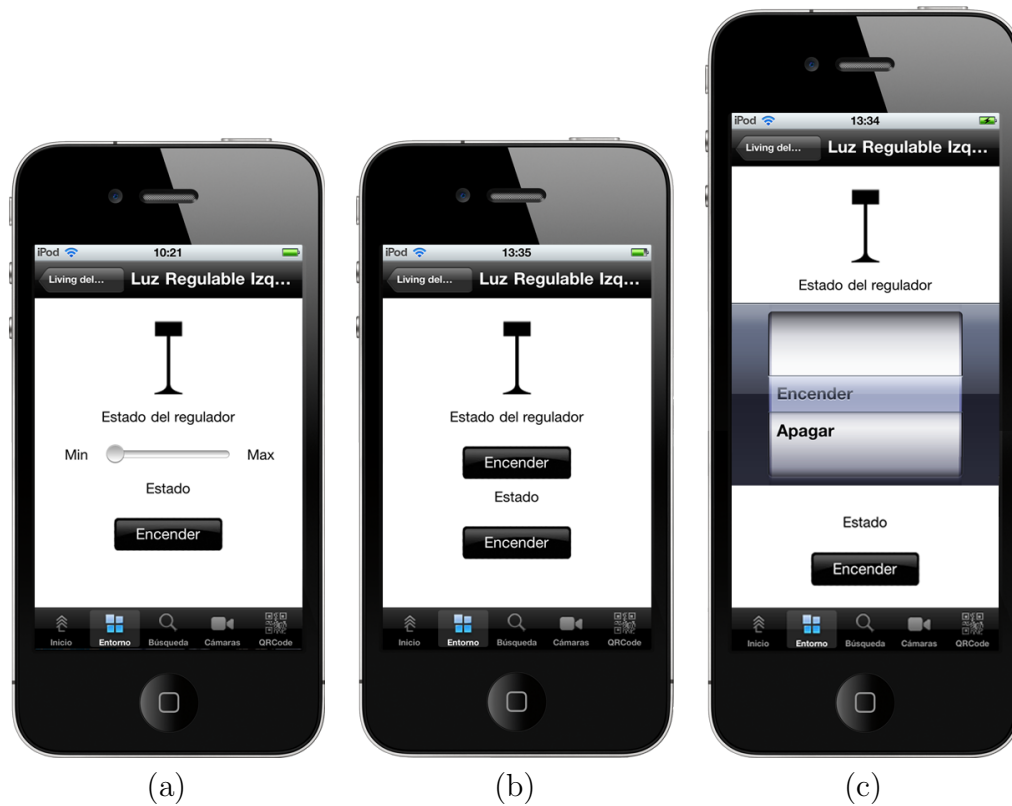 iPod 10:21
Living del... Luz Regulable Izq...
Estado del regulador
Min Max
Estado
Encender
Inicio Entorno Búsqueda Cámaras QRCode
(a)
iPod 13:35
Living del... Luz Regulable Izq...
Estado del regulador
Encender
Estado
Encender
Inicio Entorno Búsqueda Cámaras QRCode
(b)
iPod 13:34
Living del... Luz Regulable Izq...
Estado del regulador
Encender
Apagar
Estado
Encender
Inicio Entorno Búsqueda Cámaras QRCode
(c)